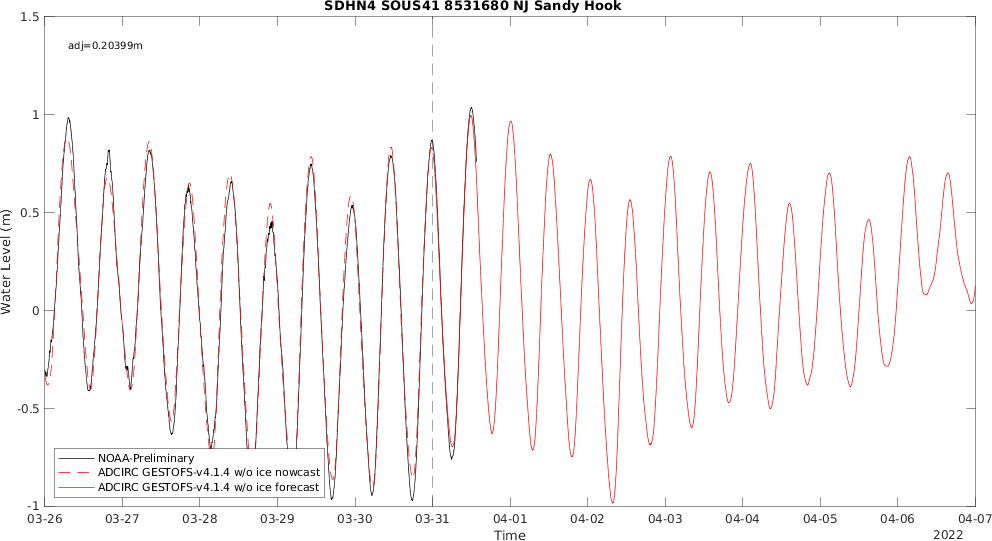 SDHN4 SOUS41 8531680 NJ Sandy Hook
adj=0.20399m
Water Level (m)
1.5
1
0.5
0
-0.5
-1
NOAA-Preliminary
ADCIRC GESTOFS-v4.1.4 w/o ice nowcast
ADCIRC GESTOFS-v4.1.4 w/o ice forecast
03-26 03-27 03-28 03-29 03-30 03-31 04-01 04-02 04-03 04-04 04-05 04-06 04-07
Time
2022